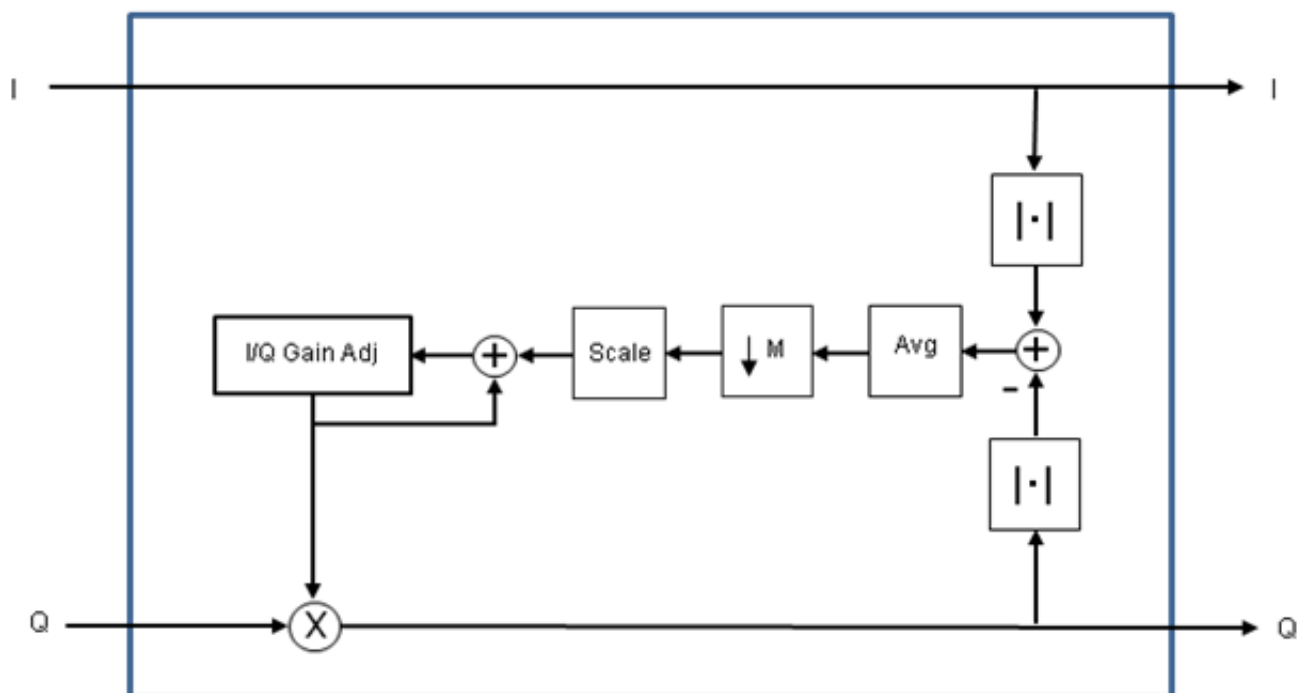 I
I
|·|
I/Q Gain Adj
+
Scale
↓ M
Avg
+
-
|·|
Q
X
Q